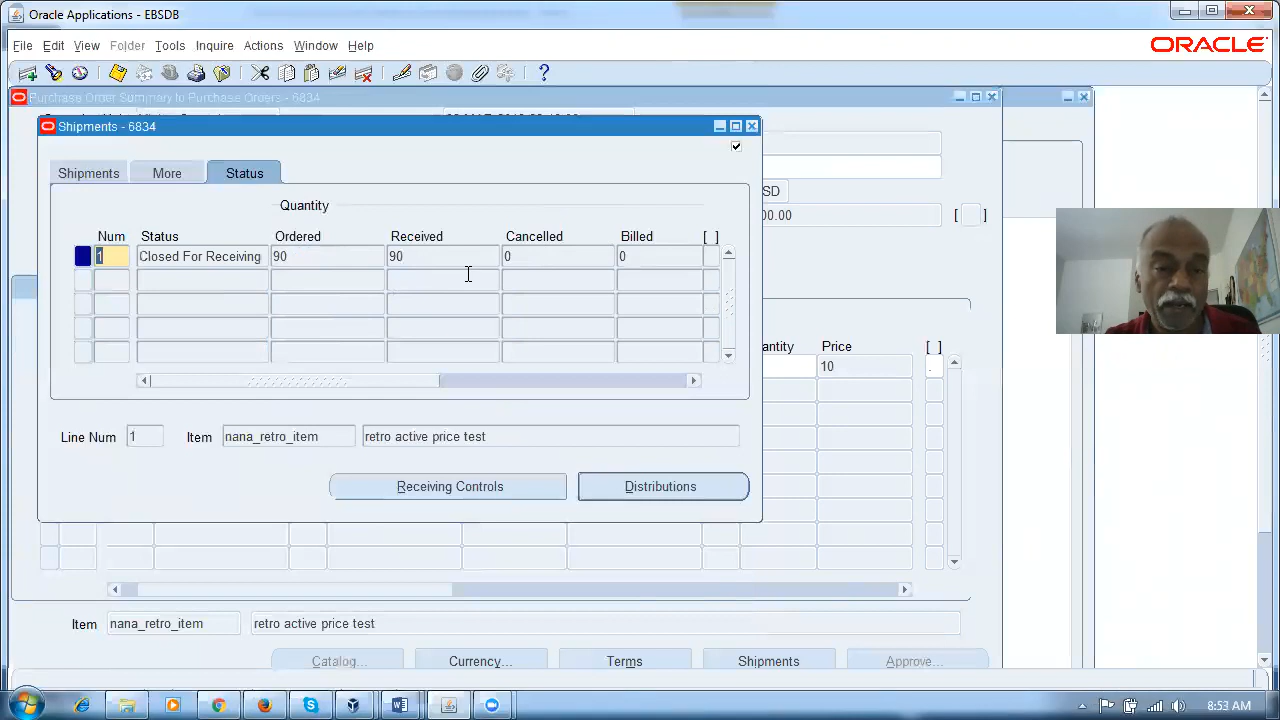 Oracle Applications - EBSDB
File Edit View Folder Tools Inquire Actions Window Help
ORACLE
Purchase Order Summary to Purchase Orders - 6834
Shipments - 6834
Shipments More Status
SD
00.00 [ ]
Quantity
Num Status Ordered Received Cancelled Billed [ ]
1 Closed For Receiving 90 90 0 0
antity Price [ ]
10 .
Line Num 1 Item nana_retro_item retro active price test
Receiving Controls Distributions
Item nana_retro_item retro active price test
Catalog... Currency... Terms Shipments Approve...
8:53 AM